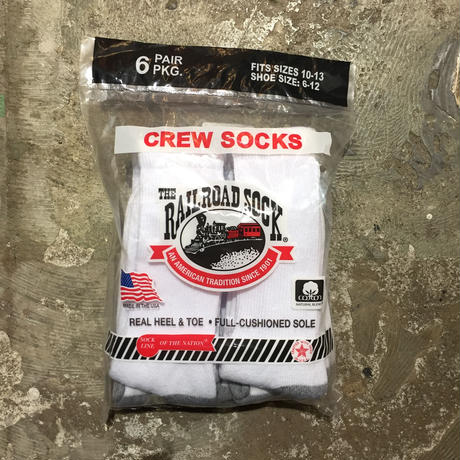 6 PAIR PKG.
FITS SIZES 10-13
SHOE SIZE: 6-12
CREW SOCKS
THE RAILROAD SOCK®
AN AMERICAN TRADITION SINCE 1901
MADE IN THE USA
COTTON
NATURAL BLEND
REAL HEEL & TOE • FULL-CUSHIONED SOLE
SOCK LINE OF THE NATION®